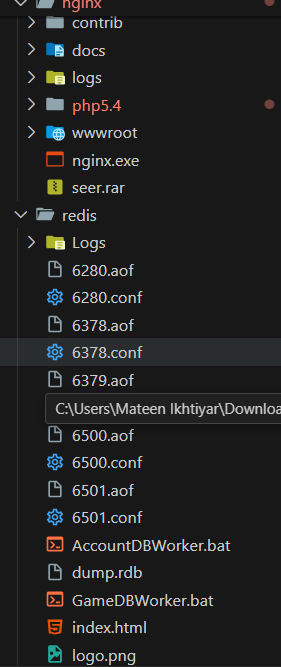 nginx
contrib
docs
logs
php5.4
wwwroot
nginx.exe
seer.rar
redis
Logs
6280.aof
6280.conf
6378.aof
6378.conf
6379.aof
C:\Users\Mateen Ikhtiyar\Downloa
6500.aof
6500.conf
6501.aof
6501.conf
AccountDBWorker.bat
dump.rdb
GameDBWorker.bat
index.html
logo.png